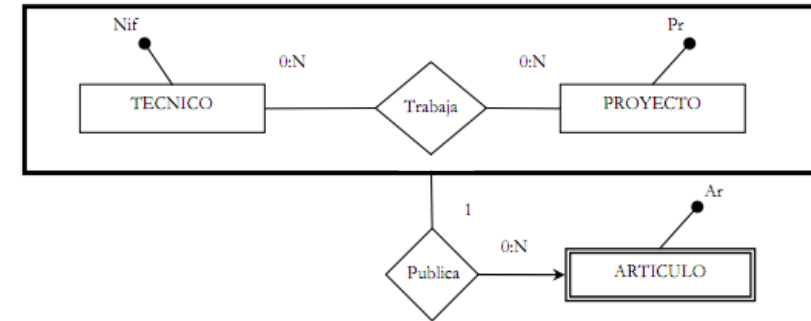 Nif
Pr
0:N
0:N
TECNICO
Trabaja
PROYECTO
Ar
1
0:N
Publica
ARTICULO